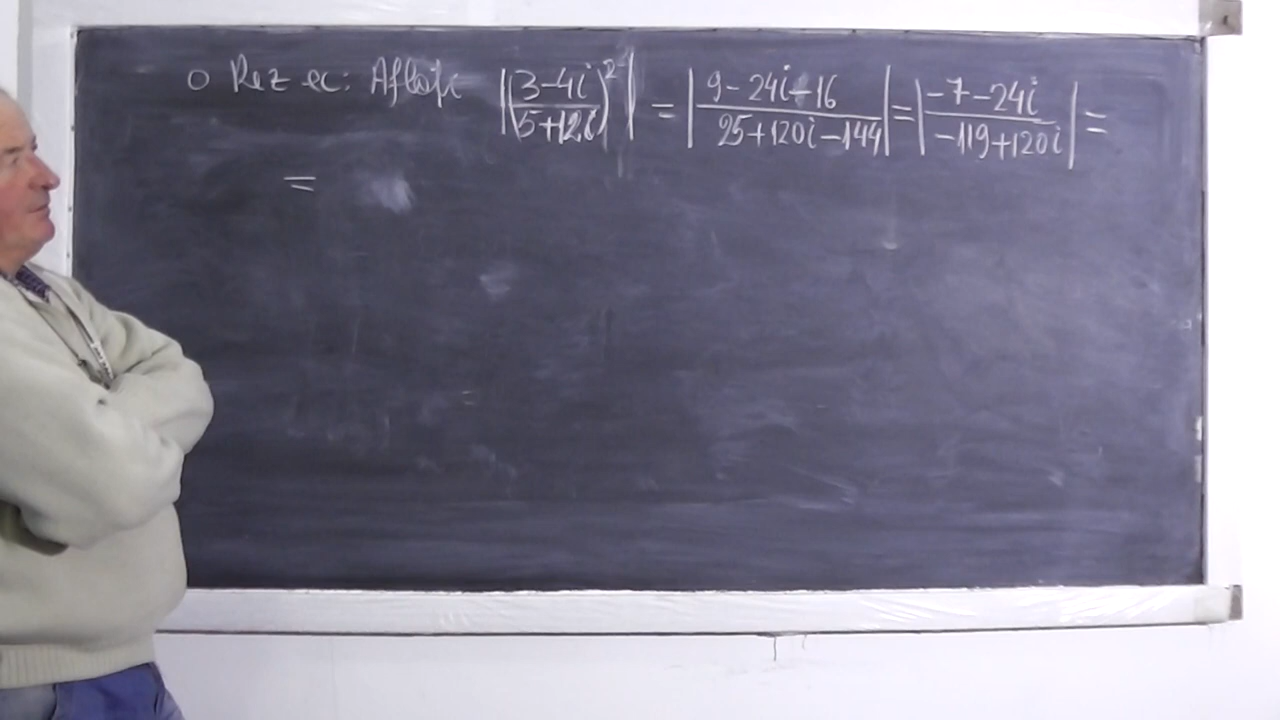 o Rez ec: Aflați |(3-4i/5+12i)²| = |9-24i-16/25+120i-144| = |-7-24i/-119+120i| =
=